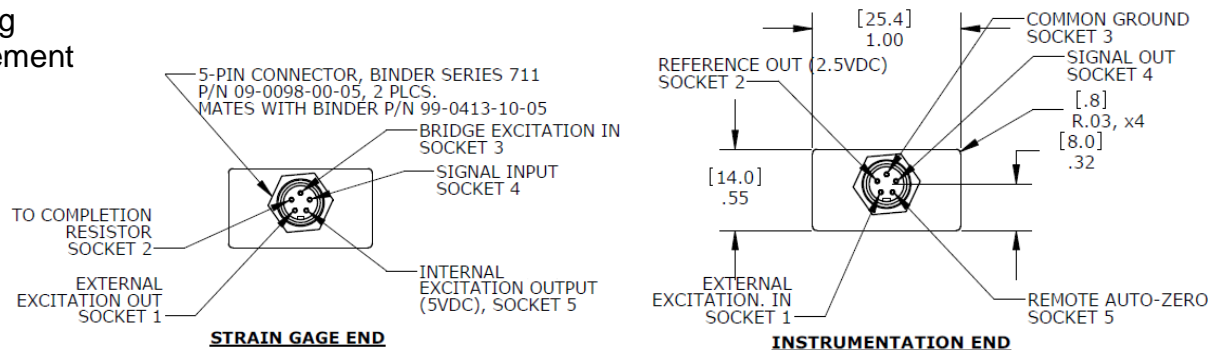 g
ement
5-PIN CONNECTOR, BINDER SERIES 711
P/N 09-0098-00-05, 2 PLCS.
MATES WITH BINDER P/N 99-0413-10-05
BRIDGE EXCITATION IN
SOCKET 3
SIGNAL INPUT
SOCKET 4
TO COMPLETION
RESISTOR
SOCKET 2
EXTERNAL
EXCITATION OUT
SOCKET 1
INTERNAL
EXCITATION OUTPUT
(5VDC), SOCKET 5
STRAIN GAGE END
[25.4]
1.00
COMMON GROUND
SOCKET 3
REFERENCE OUT (2.5VDC)
SOCKET 2
SIGNAL OUT
SOCKET 4
[.8]
R.03, x4
[8.0]
.32
[14.0]
.55
EXTERNAL
EXCITATION. IN
SOCKET 1
REMOTE AUTO-ZERO
SOCKET 5
INSTRUMENTATION END